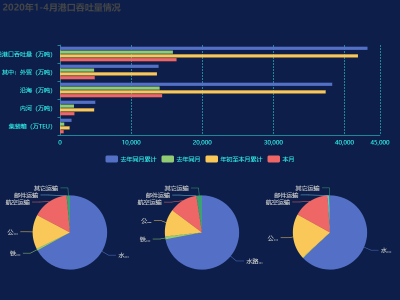 2020年1-4月港口吞吐量情况
港口吞吐量（万吨）
其中：外贸（万吨）
沿海（万吨）
内河（万吨）
集装箱（万TEU）
0 10,000 20,000 30,000 40,000 45,000
去年同月累计 去年同月 年初至本月累计 本月
其它运输 其它运输 其它运输
邮件运输 邮件运输 邮件运输
航空运输 航空运输 航空运输
公... 公... 公...
铁... 铁...
水... 水路... 水...